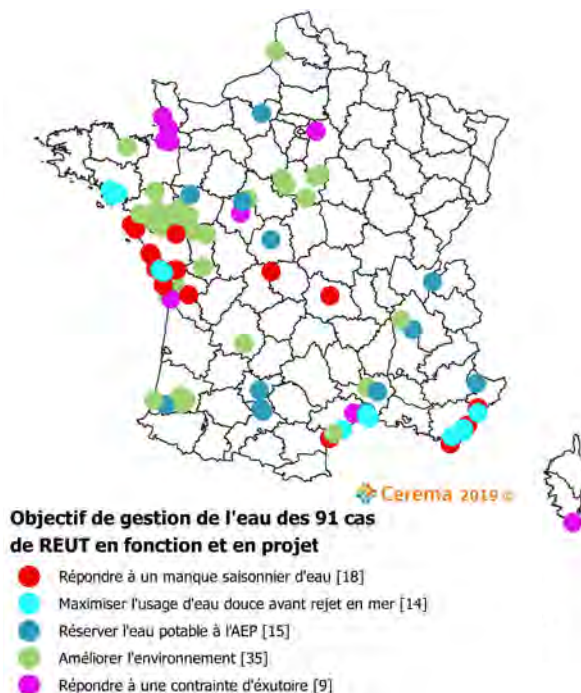 Cerema 2019 ©
Objectif de gestion de l'eau des 91 cas
de REUT en fonction et en projet
Répondre à un manque saisonnier d'eau [18]
Maximiser l'usage d'eau douce avant rejet en mer [14]
Réserver l'eau potable à l'AEP [15]
Améliorer l'environnement [35]
Répondre à une contrainte d'éxutoire [9]